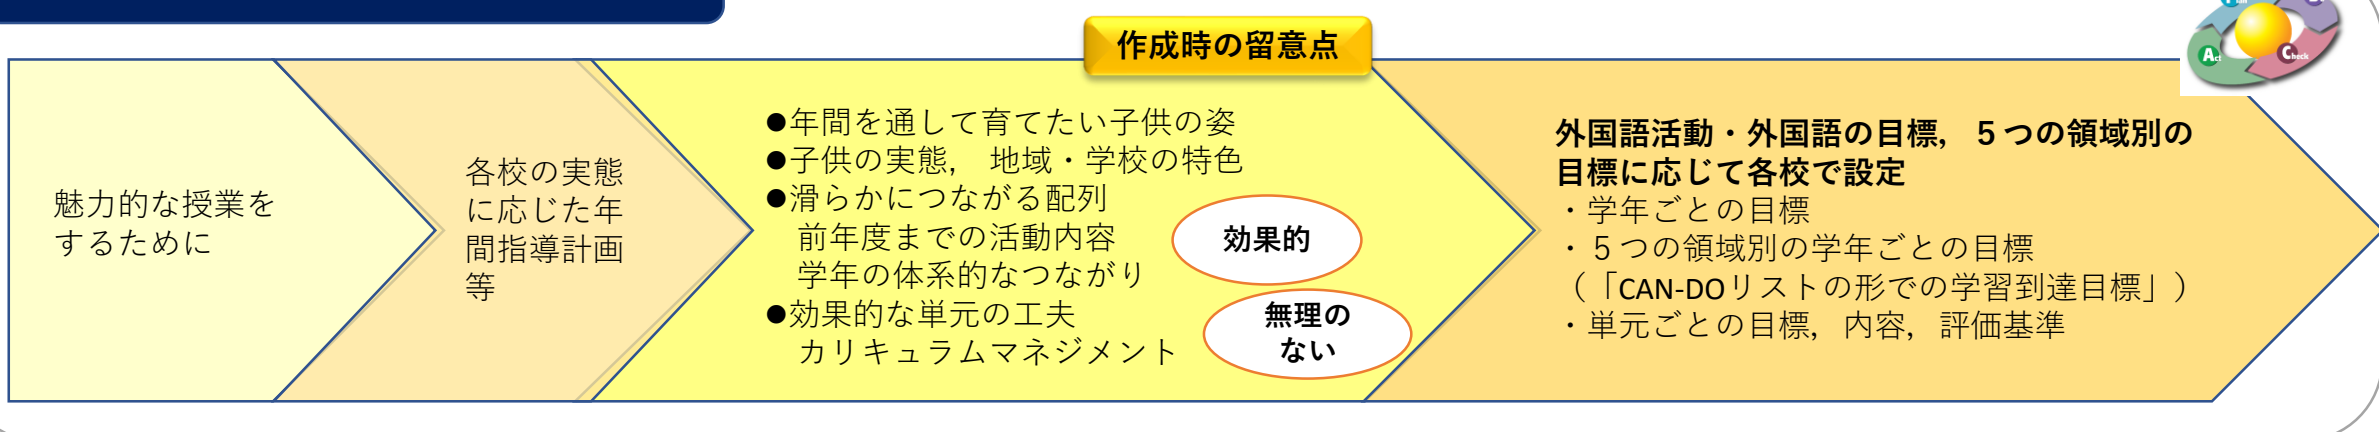 作成時の留意点
魅力的な授業を
するために
各校の実態
に応じた年
間指導計画
等
●年間を通して育てたい子供の姿
●子供の実態，地域・学校の特色
●滑らかにつながる配列
前年度までの活動内容
学年の体系的なつながり
●効果的な単元の工夫
カリキュラムマネジメント
効果的
無理の
ない
外国語活動・外国語の目標，５つの領域別の
目標に応じて各校で設定
・学年ごとの目標
・５つの領域別の学年ごとの目標
（「CAN-DOリストの形での学習到達目標」）
・単元ごとの目標，内容，評価基準
Act
Check